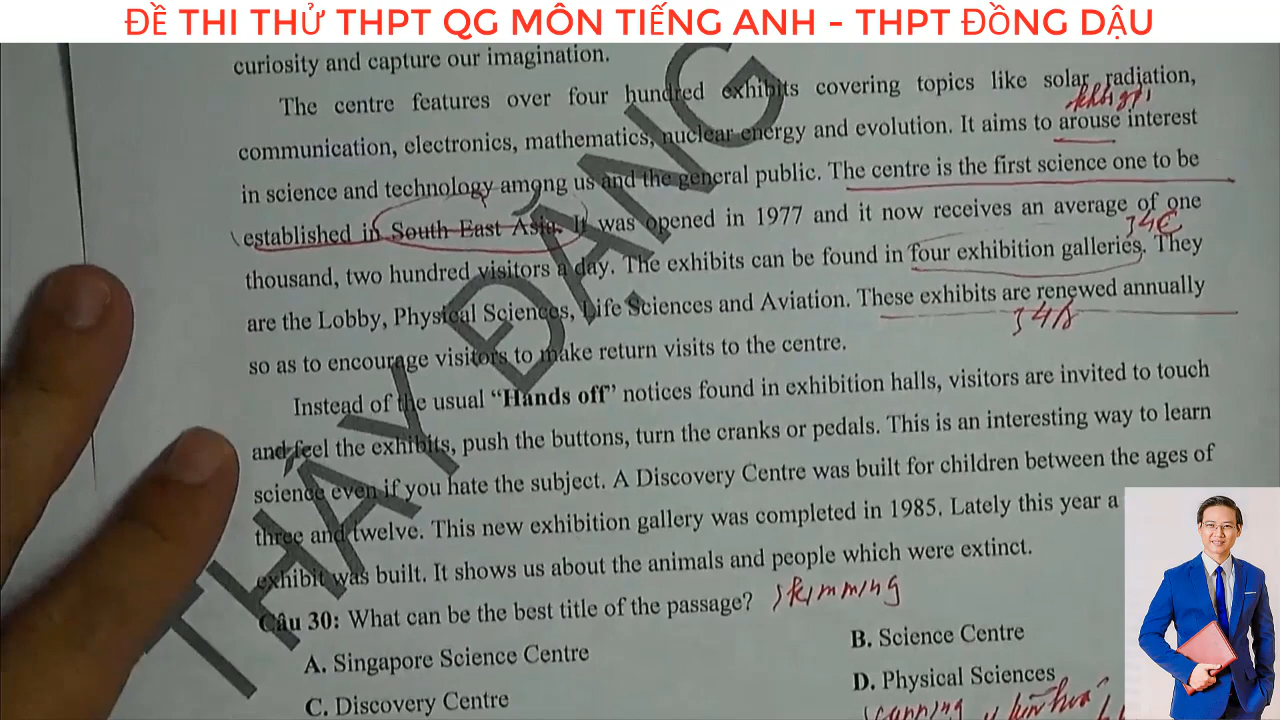 ĐỀ THI THỬ THPT QG MÔN TIẾNG ANH - THPT ĐỒNG DẬU
curiosity and capture our imagination.
The centre features over four hundred exhibits covering topics like solar radiation,
khơi gợi
communication, electronics, mathematics, nuclear energy and evolution. It aims to arouse interest
in science and technology among us and the general public. The centre is the first science one to be
established in South East Asia. It was opened in 1977 and it now receives an average of one
34C
thousand, two hundred visitors a day. The exhibits can be found in four exhibition galleries. They
are the Lobby, Physical Sciences, Life Sciences and Aviation. These exhibits are renewed annually
34B
so as to encourage visitors to make return visits to the centre.
Instead of the usual “Hands off” notices found in exhibition halls, visitors are invited to touch
and feel the exhibits, push the buttons, turn the cranks or pedals. This is an interesting way to learn
science even if you hate the subject. A Discovery Centre was built for children between the ages of
three and twelve. This new exhibition gallery was completed in 1985. Lately this year a
exhibit was built. It shows us about the animals and people which were extinct.
Câu 30: What can be the best title of the passage? skimming
A. Singapore Science Centre
B. Science Centre
C. Discovery Centre
D. Physical Sciences
scanning
THẦY ĐẶNG